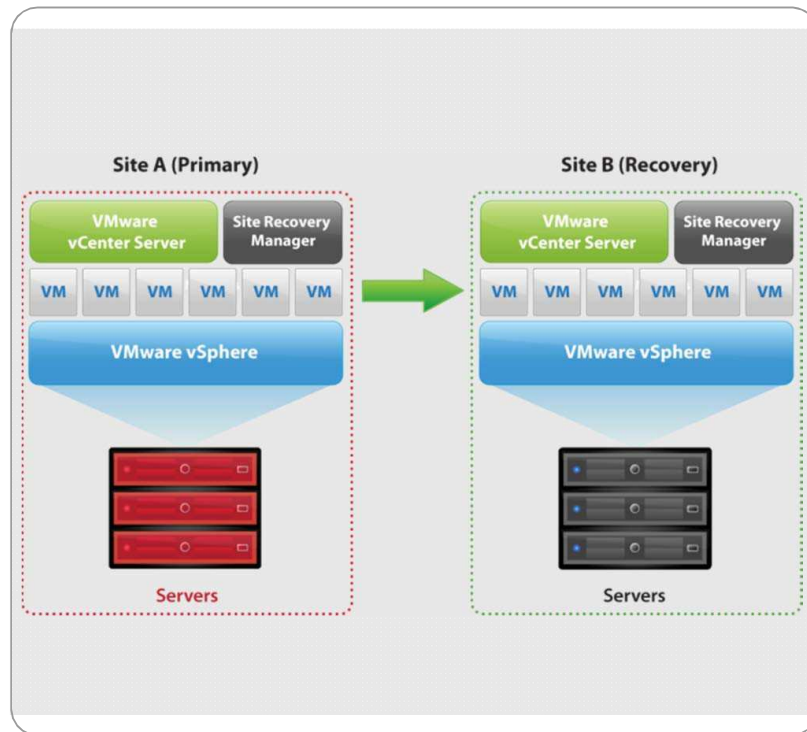 Site A (Primary)
VMware
vCenter Server
Site Recovery
Manager
VM VM VM VM VM VM
VMware vSphere
Servers
Site B (Recovery)
VMware
vCenter Server
Site Recovery
Manager
VM VM VM VM VM VM
VMware vSphere
Servers